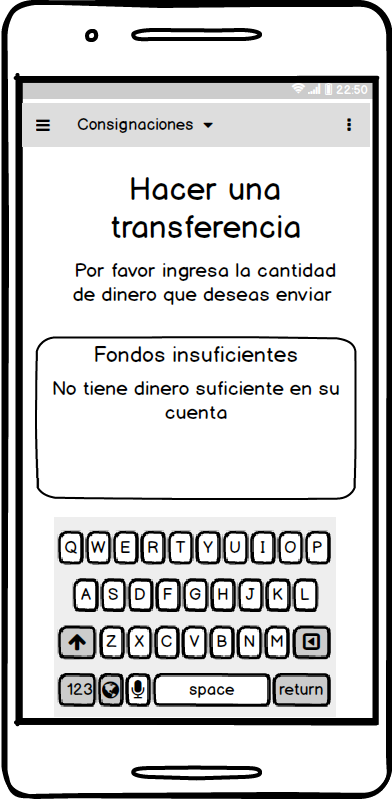 22:50
Consignaciones
Hacer una
transferencia
Por favor ingresa la cantidad
de dinero que deseas enviar
Fondos insuficientes
No tiene dinero suficiente en su
cuenta
Q W E R T Y U I O P
A S D F G H J K L
Z X C V B N M
123 space return